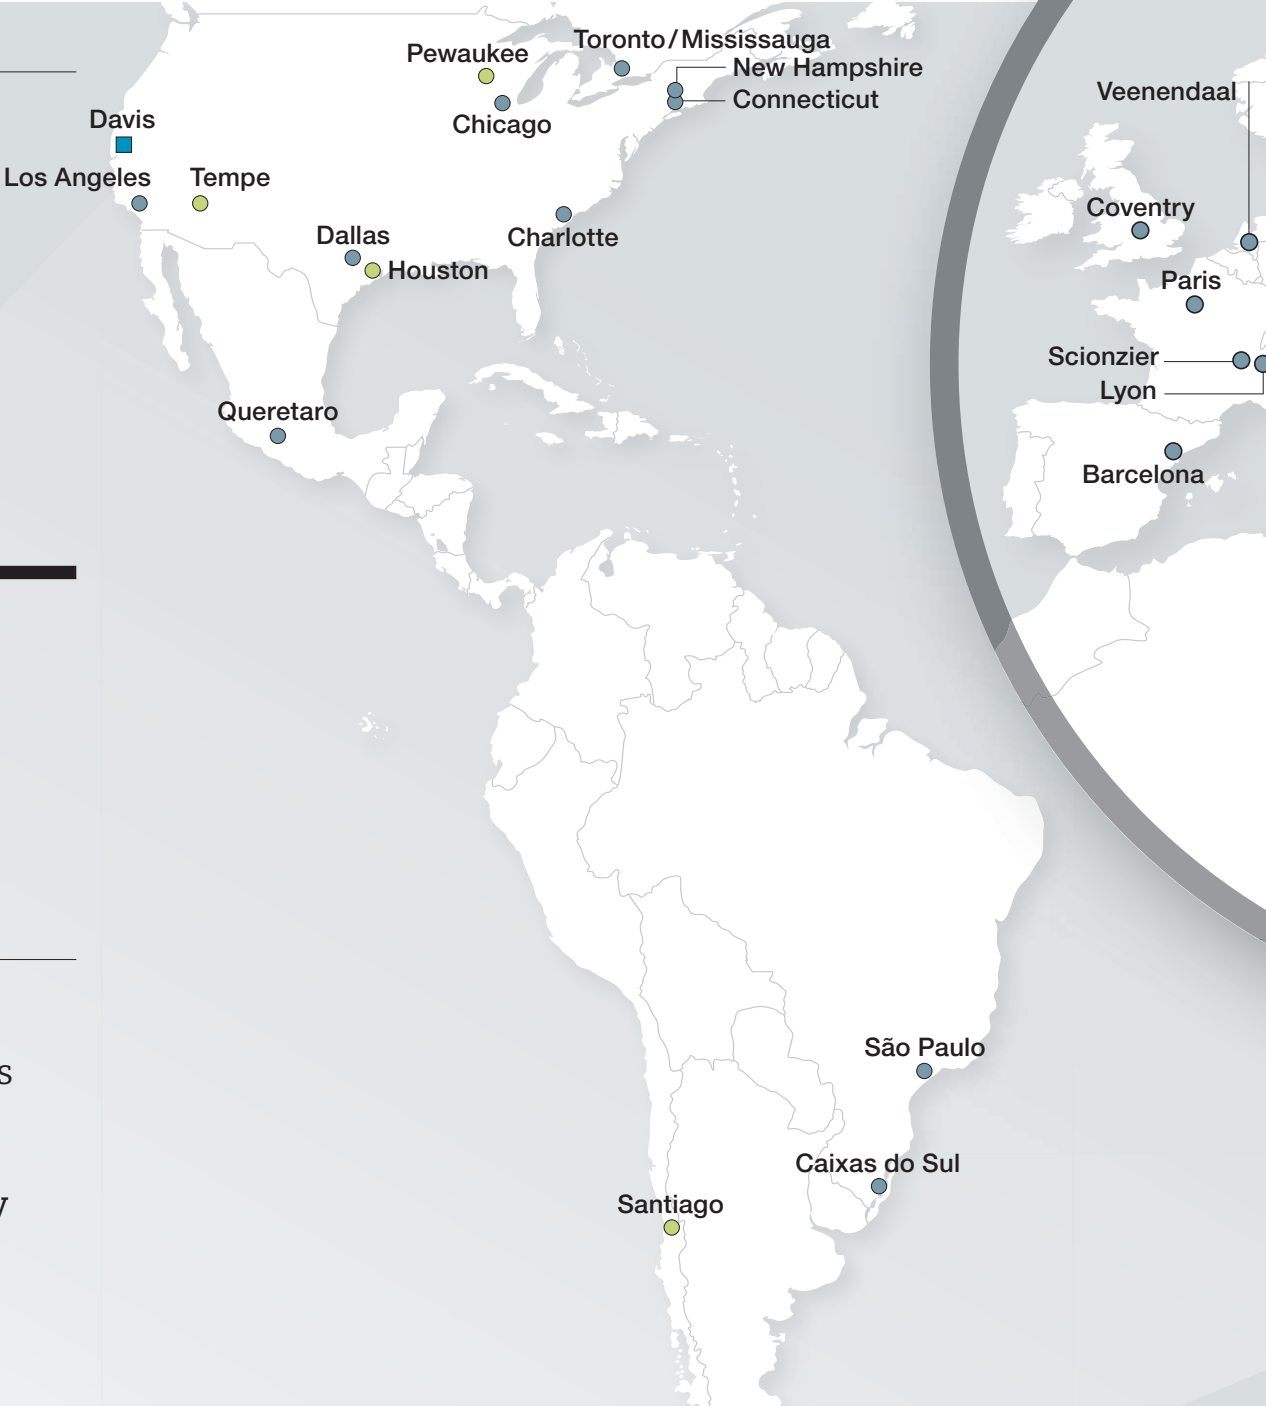 Toronto/Mississauga
Pewaukee
New Hampshire
Connecticut
Chicago
Davis
Los Angeles
Tempe
Dallas
Houston
Charlotte
Queretaro
Veenendaal
Coventry
Paris
Scionzier
Lyon
Barcelona
São Paulo
Caixas do Sul
Santiago
s
y